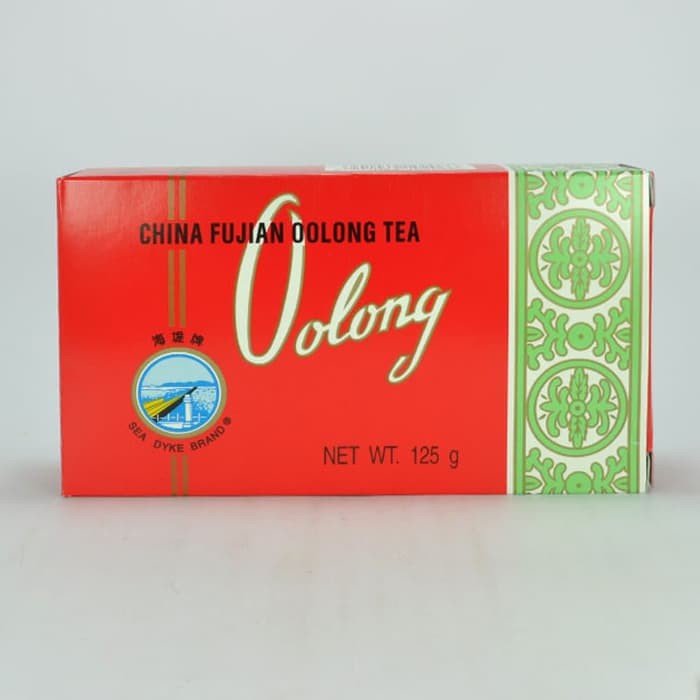 CHINA FUJIAN OOLONG TEA
Oolong
海堤牌
SEA DYKE BRAND®
NET WT. 125 g